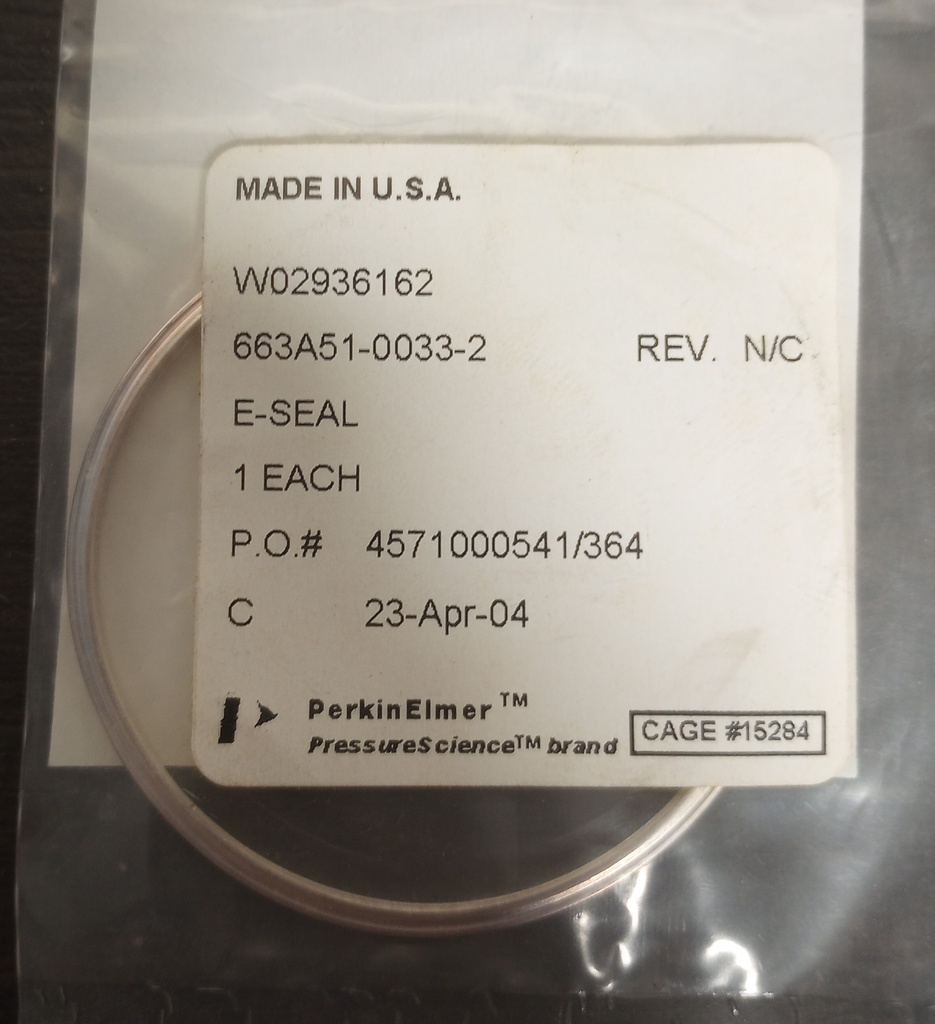 MADE IN U.S.A.
W02936162
663A51-0033-2 REV. N/C
E-SEAL
1 EACH
P.O.# 4571000541/364
C 23-Apr-04
PerkinElmer™
PressureScience™ brand
CAGE #15284